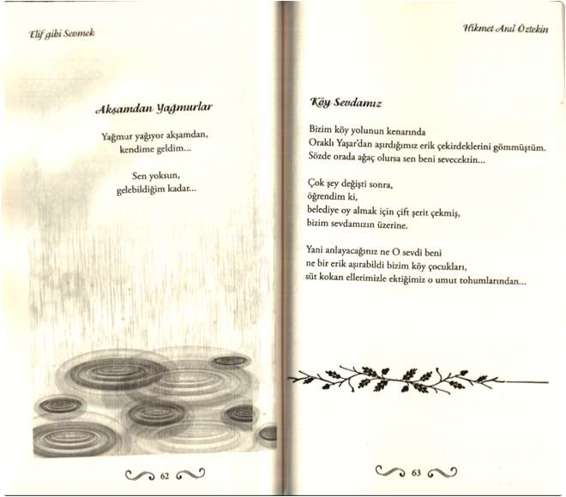 Elif gibi Sevmek
Akşamdan Yağmurlar
Yağmur yağıyor akşamdan,
kendime geldim...
Sen yoksun,
gelebildiğim kadar...
62
Hikmet Anıl Öztekin
Köy Sevdamız
Bizim köy yolunun kenarında
Oraklı Yaşar'dan aşırdığımız erik çekirdeklerini gömmüştüm.
Sözde orada ağaç olursa sen beni sevecektin...
Çok şey değişti sonra,
öğrendim ki,
belediye oy almak için çift şerit çekmiş,
bizim sevdamızın üzerine.
Yani anlayacağınız ne O sevdi beni
ne bir erik aşırabildi bizim köy çocukları,
süt kokan ellerimizle ektiğimiz o umut tohumlarından...
63